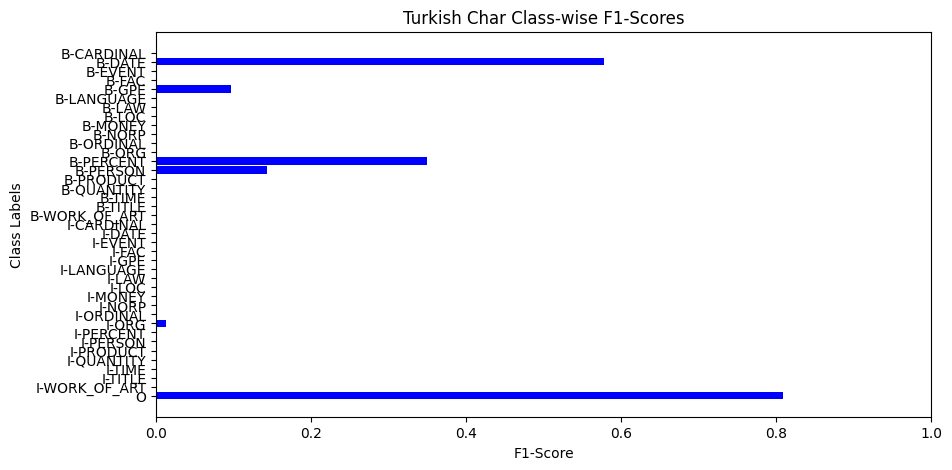 Turkish Char Class-wise F1-Scores
B-CARDINAL
B-DATE
B-EVENT
B-FAC
B-GPE
B-LANGUAGE
B-LAW
B-LOC
B-MONEY
B-NORP
B-ORDINAL
B-ORG
B-PERCENT
B-PERSON
B-PRODUCT
B-QUANTITY
B-TIME
B-TITLE
B-WORK_OF_ART
I-CARDINAL
I-DATE
I-EVENT
I-FAC
I-GPE
I-LANGUAGE
I-LAW
I-LOC
I-MONEY
I-NORP
I-ORDINAL
I-ORG
I-PERCENT
I-PERSON
I-PRODUCT
I-QUANTITY
I-TIME
I-TITLE
I-WORK_OF_ART
O
Class Labels
0.0 0.2 0.4 0.6 0.8 1.0
F1-Score